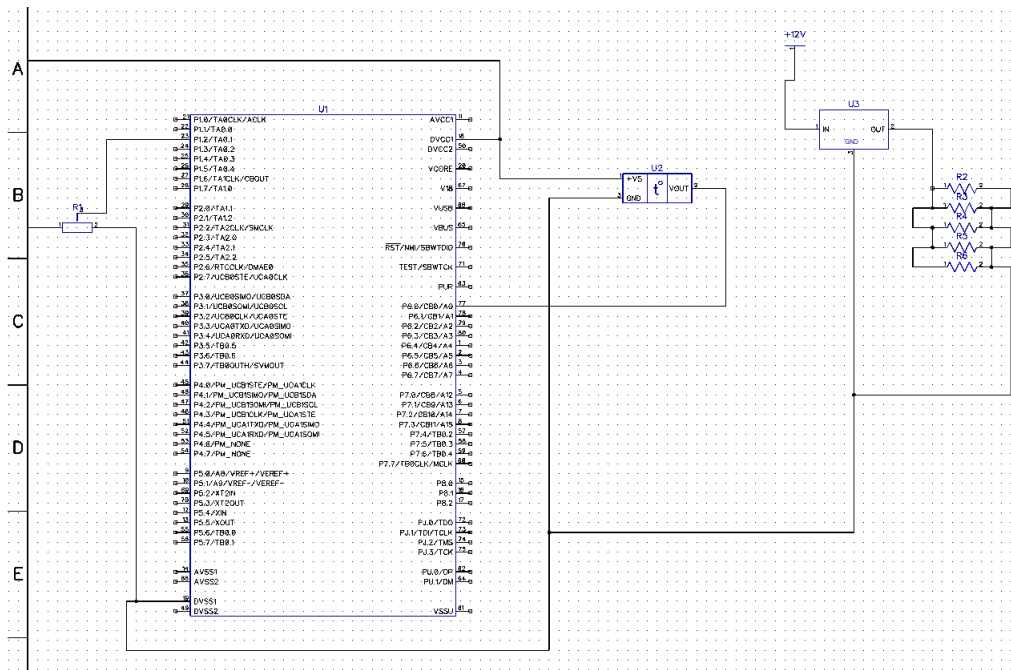 A
B
C
D
E
+12V
U1
U2
U3
R1
R2
R3
R4
R5
R6
P1.0/TA0CLK/ACLK
P1.1/TA0.0
P1.2/TA0.1
P1.3/TA0.2
P1.4/TA0.3
P1.5/TA0.4
P1.6/TA1CLK/CBOUT
P1.7/TA1.0
P2.0/TA1.1
P2.1/TA1.2
P2.2/TA2CLK/SMCLK
P2.3/TA2.0
P2.4/TA2.1
P2.5/TA2.2
P2.6/RTCCLK/DMAE0
P2.7/UCB0STE/UCA0CLK
P3.0/UCB0SIMO/UCB0SDA
P3.1/UCB0SOMI/UCB0SCL
P3.2/UCB0CLK/UCA0STE
P3.3/UCA0TXD/UCA0SIMO
P3.4/UCA0RXD/UCA0SOMI
P3.5/TB0.5
P3.6/TB0.6
P3.7/TB0OUTH/SVMOUT
P4.0/PM_UCB1STE/PM_UCA1CLK
P4.1/PM_UCB1SIMO/PM_UCB1SDA
P4.2/PM_UCB1SOMI/PM_UCB1SCL
P4.3/PM_UCB1CLK/PM_UCA1STE
P4.4/PM_UCA1TXD/PM_UCA1SIMO
P4.5/PM_UCA1RXD/PM_UCA1SOMI
P4.6/PM_NONE
P4.7/PM_NONE
P5.0/A8/VREF+/VEREF+
P5.1/A9/VREF-/VEREF-
P5.2/XT2IN
P5.3/XT2OUT
P5.4/XIN
P5.5/XOUT
P5.6/TB0.0
P5.7/TB0.1
AVSS1
AVSS2
DVSS1
DVSS2
AVCC1
DVCC1
DVCC2
VCORE
V18
VUSB
VBUS
RST/NMI/SBWTDIO
TEST/SBWTCK
PUR
P6.0/CB0/A0
P6.1/CB1/A1
P6.2/CB2/A2
P6.3/CB3/A3
P6.4/CB4/A4
P6.5/CB5/A5
P6.6/CB6/A6
P6.7/CB7/A7
P7.0/CB8/A12
P7.1/CB9/A13
P7.2/CB10/A14
P7.3/CB11/A15
P7.4/TB0.2
P7.5/TB0.3
P7.6/TB0.4
P7.7/TB0CLK/MCLK
P8.0
P8.1
P8.2
PJ.0/TDO
PJ.1/TDI/TCLK
PJ.2/TMS
PJ.3/TCK
PU.0/DP
PU.1/DM
VSSU
+VS
GND
t°
VOUT
IN
OUT
GND